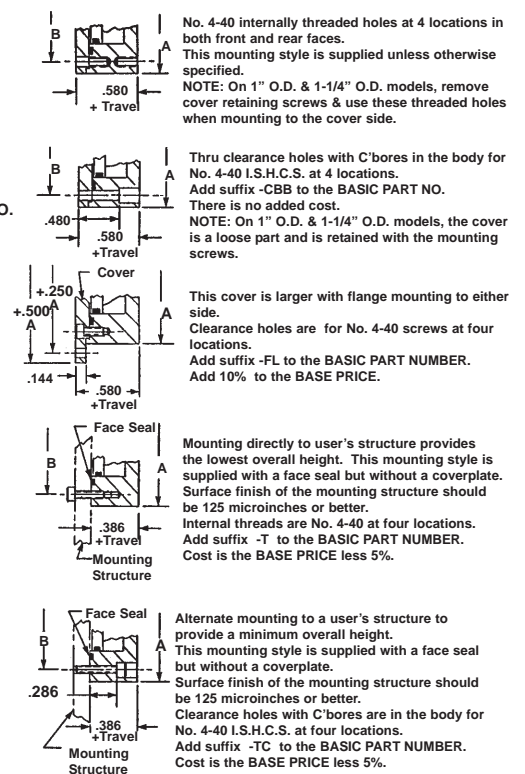 No. 4-40 internally threaded holes at 4 locations in
both front and rear faces.
This mounting style is supplied unless otherwise
specified.
NOTE: On 1” O.D. & 1-1/4” O.D. models, remove
cover retaining screws & use these threaded holes
when mounting to the cover side.
B
A
.580
+ Travel
Thru clearance holes with C’bores in the body for
No. 4-40 I.S.H.C.S. at 4 locations.
Add suffix -CBB to the BASIC PART NO.
There is no added cost.
NOTE: On 1” O.D. & 1-1/4” O.D. models, the cover
is a loose part and is retained with the mounting
screws.
B
A
O.
.480
.580
+Travel
Cover
+.250
A
+.500
A
A
.144
.580
+Travel
This cover is larger with flange mounting to either
side.
Clearance holes are for No. 4-40 screws at four
locations.
Add suffix -FL to the BASIC PART NUMBER.
Add 10% to the BASE PRICE.
Face Seal
B
A
.386
+Travel
Mounting
Structure
Mounting directly to user’s structure provides
the lowest overall height. This mounting style is
supplied with a face seal but without a coverplate.
Surface finish of the mounting structure should
be 125 microinches or better.
Internal threads are No. 4-40 at four locations.
Add suffix -T to the BASIC PART NUMBER.
Cost is the BASE PRICE less 5%.
Face Seal
B
A
.286
.386
+Travel
Mounting
Structure
Alternate mounting to a user’s structure to
provide a minimum overall height.
This mounting style is supplied with a face seal
but without a coverplate.
Surface finish of the mounting structure should
be 125 microinches or better.
Clearance holes with C’bores are in the body for
No. 4-40 I.S.H.C.S. at four locations.
Add suffix -TC to the BASIC PART NUMBER.
Cost is the BASE PRICE less 5%.